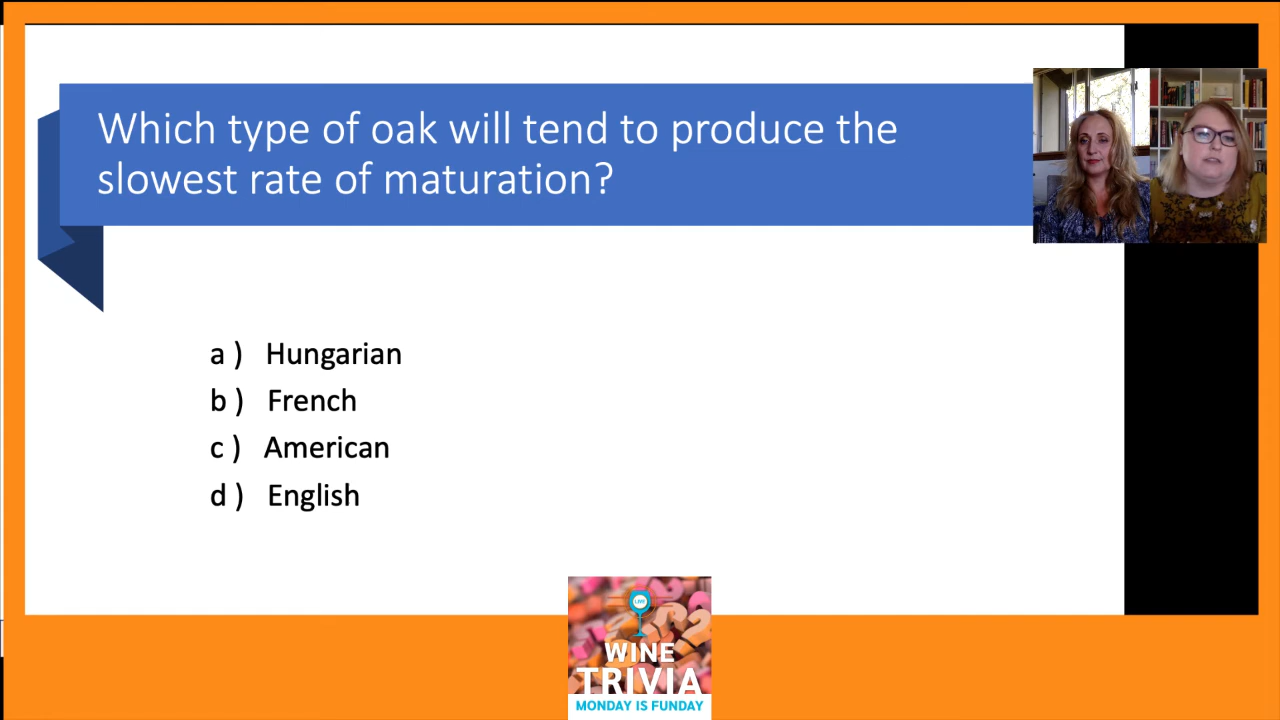 Which type of oak will tend to produce the
slowest rate of maturation?
a ) Hungarian
b ) French
c ) American
d ) English
LIVE
WINE
TRIVIA
MONDAY IS FUNDAY